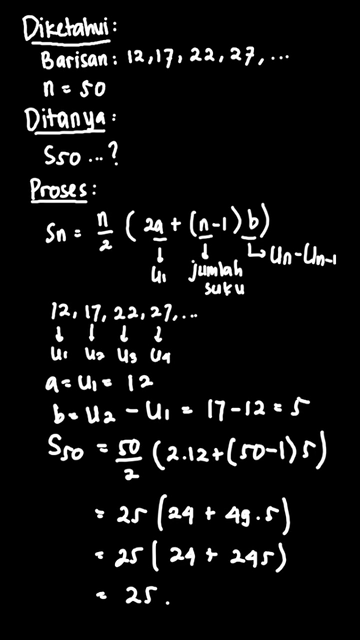 Diketahui:
Barisan: 12, 17, 22, 27, ...
n = 50
Ditanya:
S50 ... ?
Proses:
Sn = n/2 (2a + (n-1) b)
↓ ↓ ↳ Un - Un-1
U1 jumlah
suku
12, 17, 22, 27, ...
↓ ↓ ↓ ↓
U1 U2 U3 U4
a = U1 = 12
b = U2 - U1 = 17 - 12 = 5
S50 = 50/2 (2.12 + (50-1) 5)
= 25 (24 + 49.5)
= 25 (24 + 245)
= 25 .